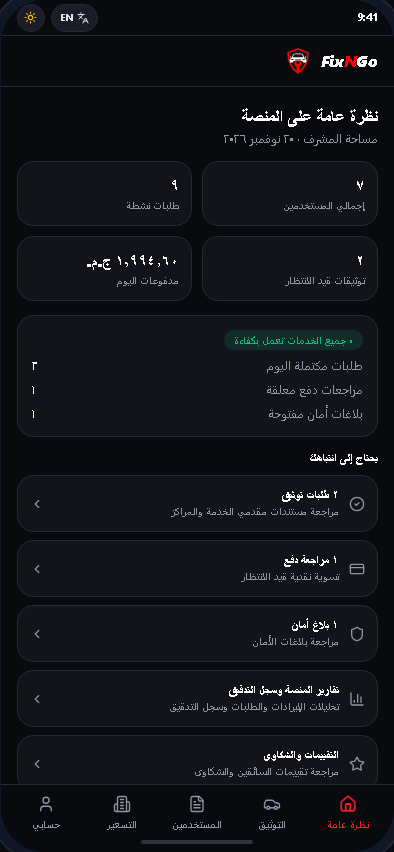 EN
9:41
FixNGo
نظرة عامة على المنصة
مساحة المشرف · ٢٠ نوفمبر ٢٠٢٦
٧
إجمالي المستخدمين
٩
طلبات نشطة
٢
توثيقات قيد الانتظار
١,٩٩٤,٦٠ ج.م.
مدفوعات اليوم
• جميع الخدمات تعمل بكفاءة
طلبات مكتملة اليوم ٣
مراجعات دفع معلقة ١
بلاغات أمان مفتوحة ١
يحتاج إلى انتباهك
٢ طلبات توثيق
مراجعة مستندات مقدمي الخدمة والمراكز
١ مراجعة دفع
تسوية نقدية قيد الانتظار
١ بلاغ أمان
مراجعة بلاغات الأمان
تقارير المنصة وسجل التدقيق
تحليلات الإيرادات والطلبات وسجل التدقيق
التقييمات والشكاوى
مراجعة تقييمات السائقين والشكاوى
نظرة عامة
التوثيق
المستخدمين
التسعير
حسابي